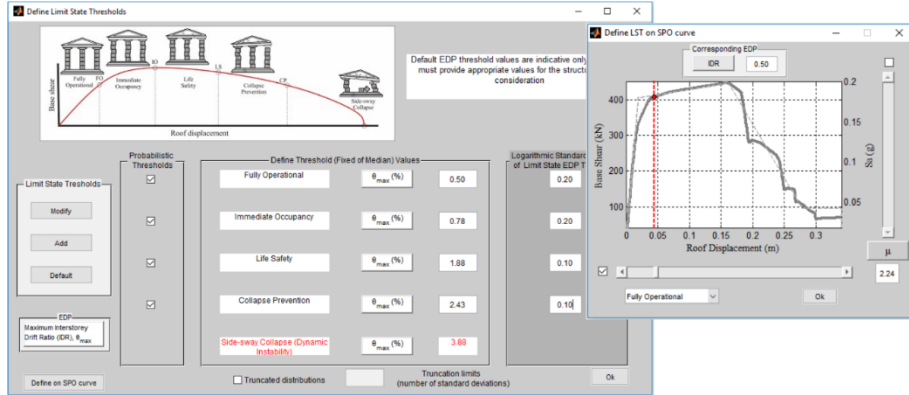 Define Limit State Thresholds
Base shear
Fully Operational
FO
Immediate Occupancy
IO
Life Safety
LS
Collapse Prevention
CP
Side-sway Collapse
Roof displacement
Default EDP threshold values are indicative only
must provide appropriate values for the structi
consideration
Limit State Tresholds
Modify
Add
Default
EDP
Maximum Interstorey
Drift Ratio (IDR), θmax
Define on SPO curve
Probabilistic
Thresholds
Define Threshold (Fixed of Median) Values
Logarithmic Standard
of Limit State EDP T
Fully Operational θmax (%) 0.50 0.20
Immediate Occupancy θmax (%) 0.78 0.20
Life Safety θmax (%) 1.88 0.10
Collapse Prevention θmax (%) 2.43 0.10
Side-sway Collapse (Dynamic
Instability) θmax (%) 3.88
Truncated distributions
Truncation limits
(number of standard deviations)
Ok
Define LST on SPO curve
Corresponding EDP
IDR 0.50
Base Shear (kN)
400
300
200
100
0 0.05 0.1 0.15 0.2 0.25 0.3
Roof Displacement (m)
0.2
0.15
0.1
0.05
Sa (g)
μ
2.24
Fully Operational
Ok